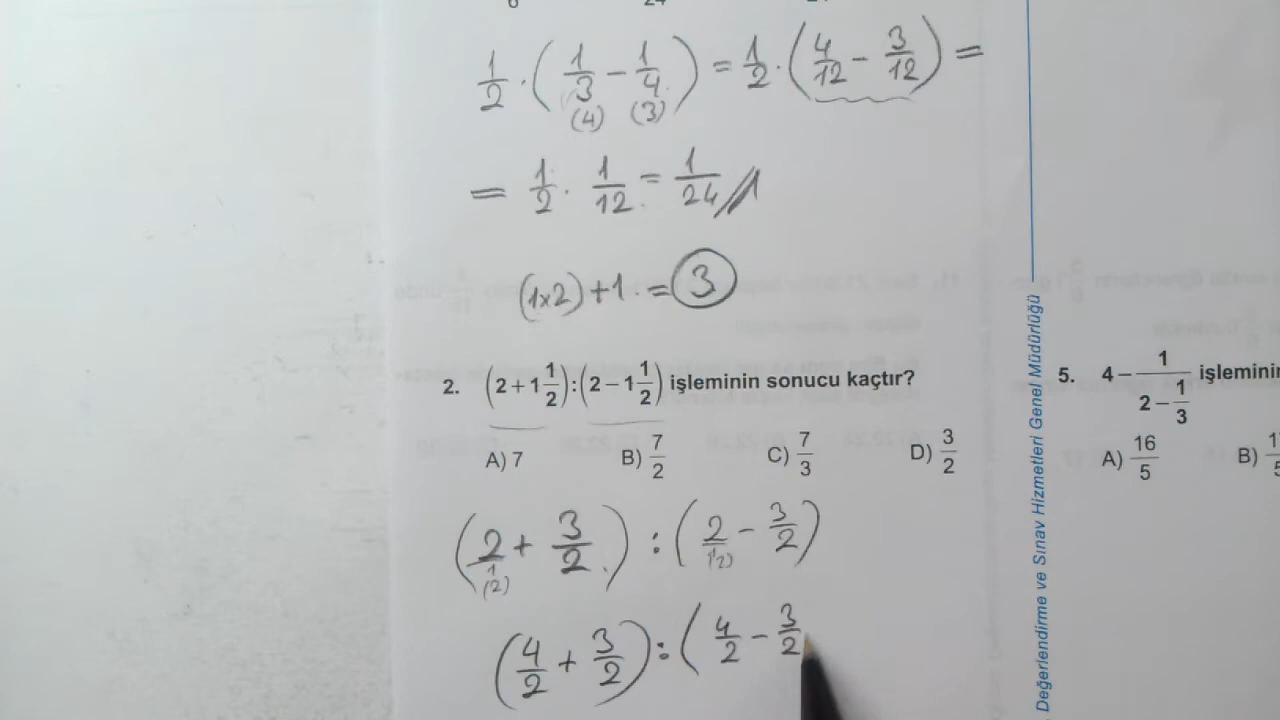 1/2 · (1/3 − 1/4) = 1/2 · (4/12 − 3/12) =
(4) (3)
= 1/2 · 1/12 = 1/24 //
(1x2)+1 = 3
2. (2+1 1/2):(2−1 1/2) işleminin sonucu kaçtır?
A) 7 B) 7/2 C) 7/3 D) 3/2
(2/1 + 3/2) : (2/1 − 3/2)
(2) (2)
(4/2 + 3/2) : (4/2 − 3/2
Değerlendirme ve Sınav Hizmetleri Genel Müdürlüğü
5. 4 − 1/(2 − 1/3) işlemini
A) 16/5 B)